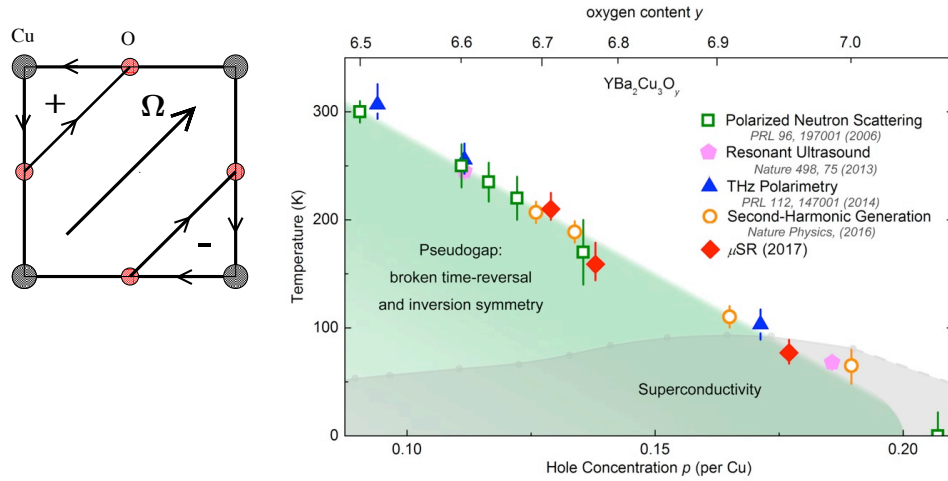 Cu
O
+
Ω
-
oxygen content y
6.5
6.6
6.7
6.8
6.9
7.0
YBa₂Cu₃Oy
Polarized Neutron Scattering
PRL 96, 197001 (2006)
Resonant Ultrasound
Nature 498, 75 (2013)
THz Polarimetry
PRL 112, 147001 (2014)
Second-Harmonic Generation
Nature Physics, (2016)
μSR (2017)
Temperature (K)
300
200
100
0
Pseudogap:
broken time-reversal
and inversion symmetry
Superconductivity
0.10
0.15
0.20
Hole Concentration p (per Cu)